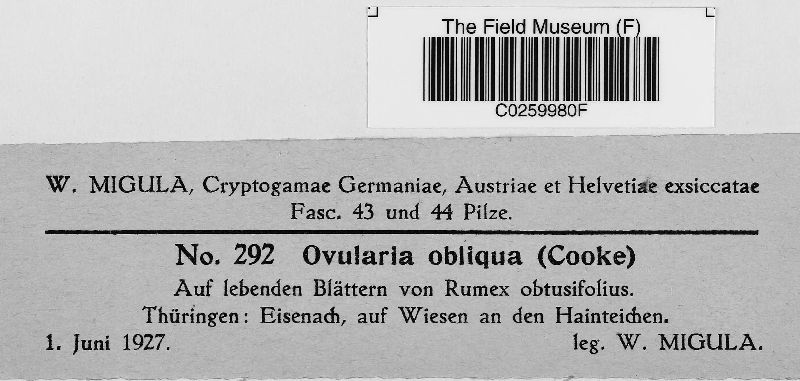 The Field Museum (F)
C0259980F
W. MIGULA, Cryptogamae Germaniae, Austriae et Helvetiae exsiccatae
Fasc. 43 und 44 Pilze.
No. 292 Ovularia obliqua (Cooke)
Auf lebenden Blättern von Rumex obtusifolius.
Thüringen: Eisenach, auf Wiesen an den Hainteichen.
1. Juni 1927. leg. W. MIGULA.